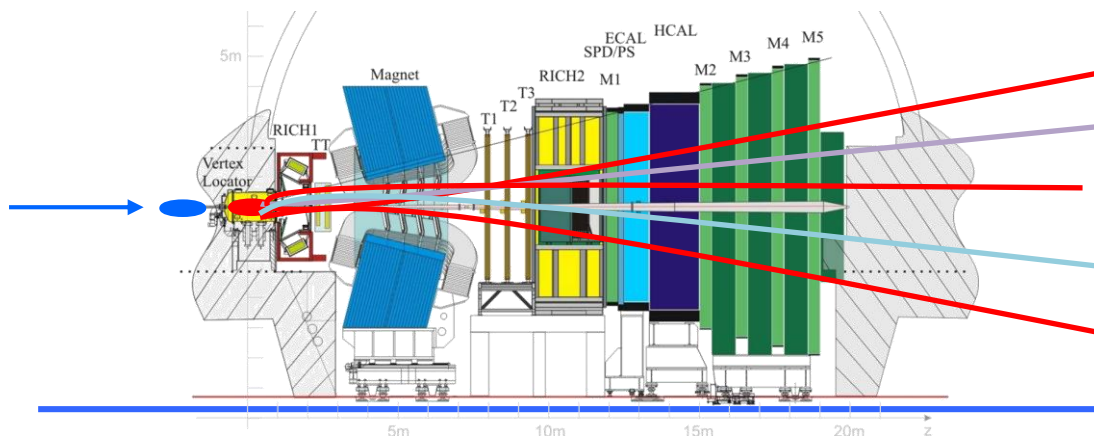 5m
Magnet
RICH1
TT
Vertex
Locator
T1
T2
T3
RICH2
SPD/PS
M1
ECAL
HCAL
M2
M3
M4
M5
5m
10m
15m
20m
z